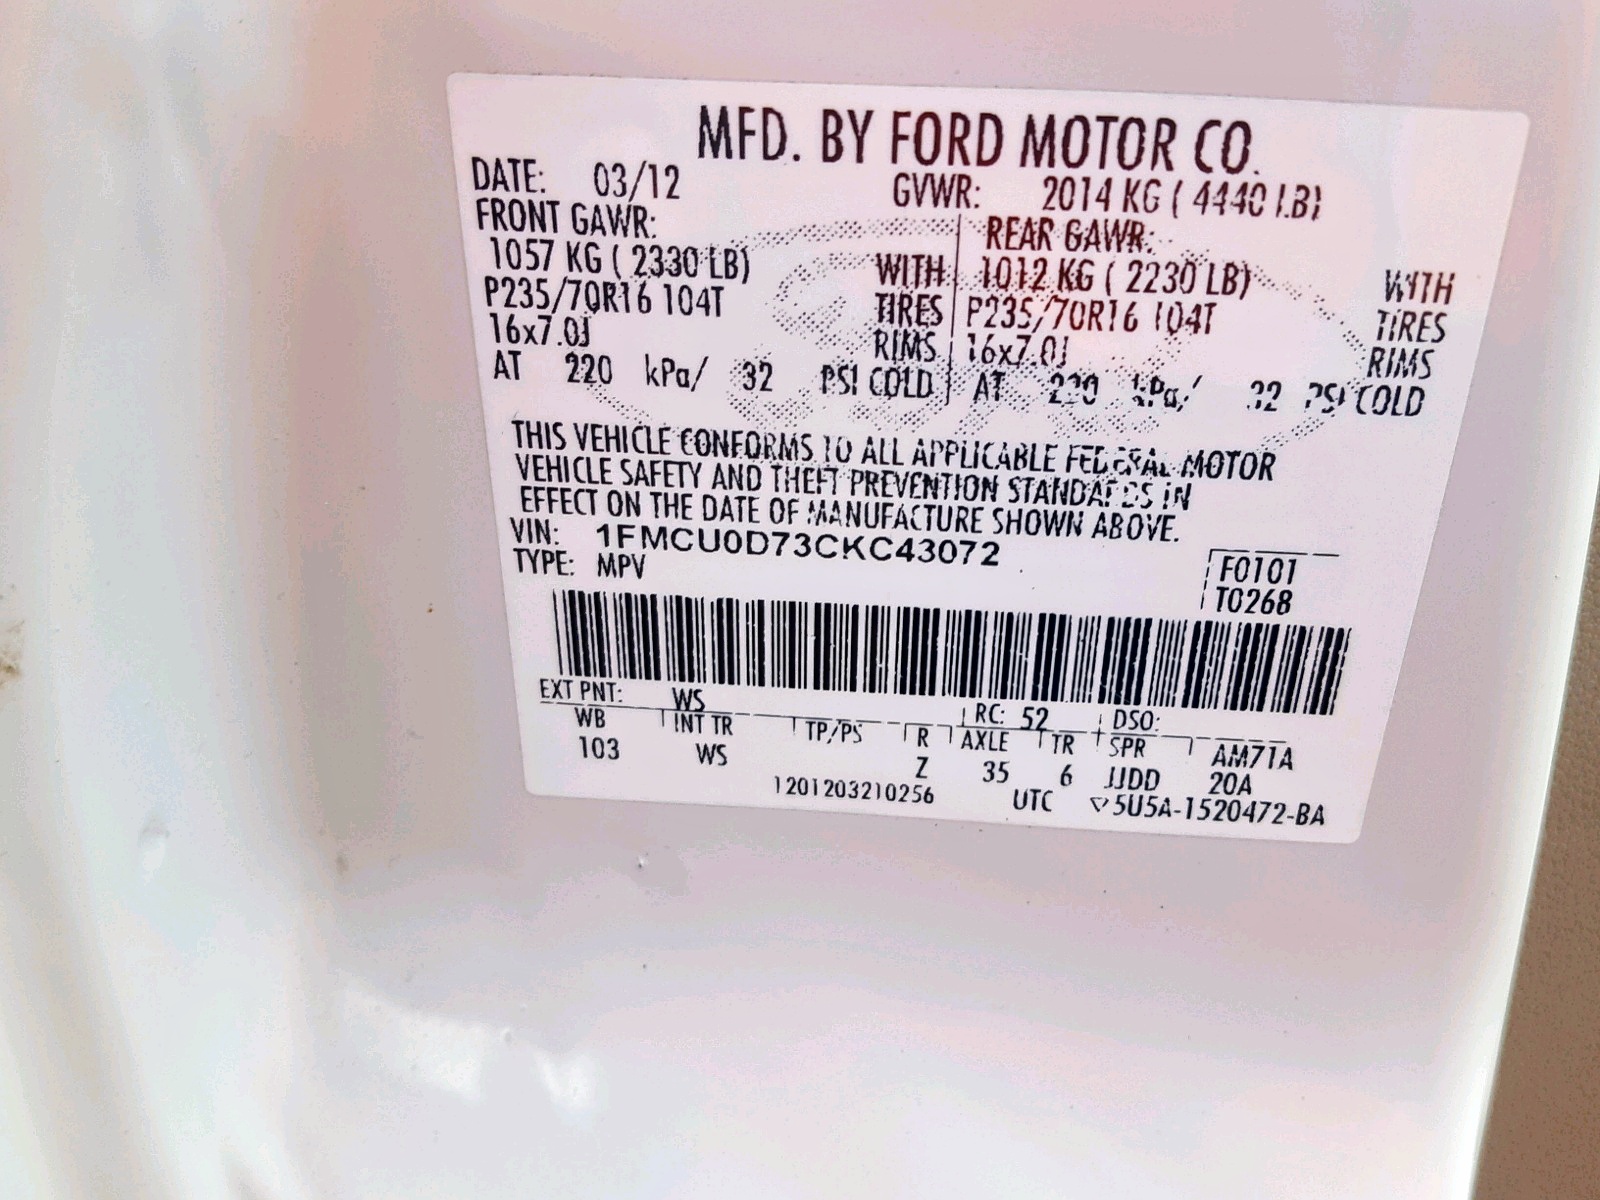 MFD. BY FORD MOTOR CO.
DATE: 03/12 GVWR: 2014 KG ( 4440 LB)
FRONT GAWR: REAR GAWR:
1057 KG ( 2330 LB) WITH 1012 KG ( 2230 LB) WITH
P235/70R16 104T TIRES P235/70R16 104T TIRES
16x7.0J RIMS 16x7.0J RIMS
AT 220 kPa/ 32 PSI COLD AT 220 kPa/ 32 PSI COLD
THIS VEHICLE CONFORMS TO ALL APPLICABLE FEDERAL MOTOR
VEHICLE SAFETY AND THEFT PREVENTION STANDARDS IN
EFFECT ON THE DATE OF MANUFACTURE SHOWN ABOVE.
VIN: 1FMCU0D73CKC43072
TYPE: MPV
F0101
T0268
EXT PNT: WS RC: 52 DSO:
WB INT TR TP/PS R AXLE TR SPR AM71A
103 WS Z 35 6 JJDD 20A
1201203210256 UTC ▽5U5A-1520472-BA